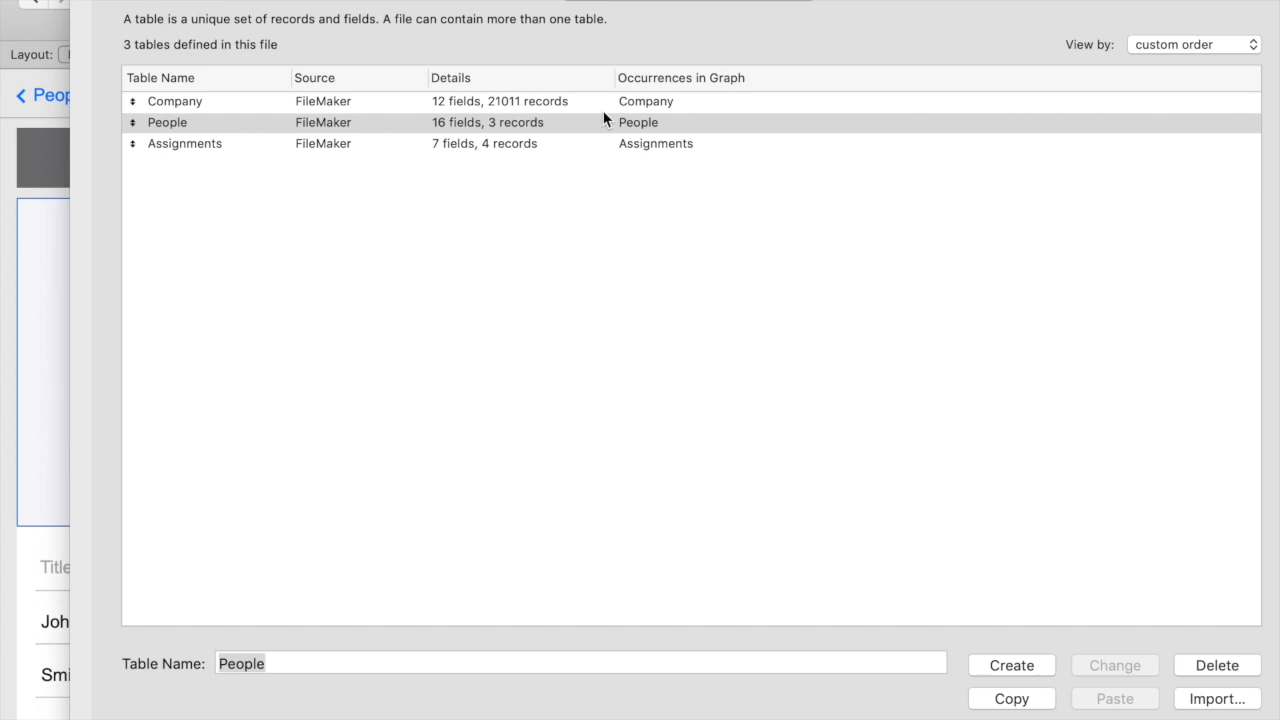 A table is a unique set of records and fields. A file can contain more than one table.
3 tables defined in this file
View by: custom order
Layout:
Table Name Source Details Occurrences in Graph
Company FileMaker 12 fields, 21011 records Company
People FileMaker 16 fields, 3 records People
Assignments FileMaker 7 fields, 4 records Assignments
Peop
Title
Joh
Smi
Table Name: People
Create Change Delete
Copy Paste Import...